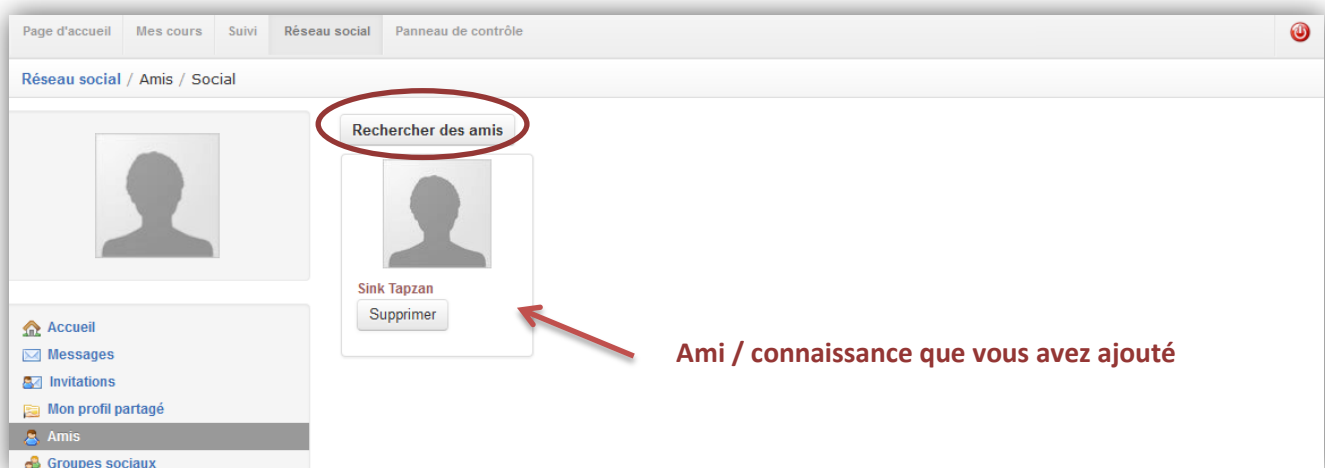 Page d'accueil Mes cours Suivi Réseau social Panneau de contrôle
Réseau social / Amis / Social
Rechercher des amis
Sink Tapzan
Supprimer
Ami / connaissance que vous avez ajouté
Accueil
Messages
Invitations
Mon profil partagé
Amis
Groupes sociaux